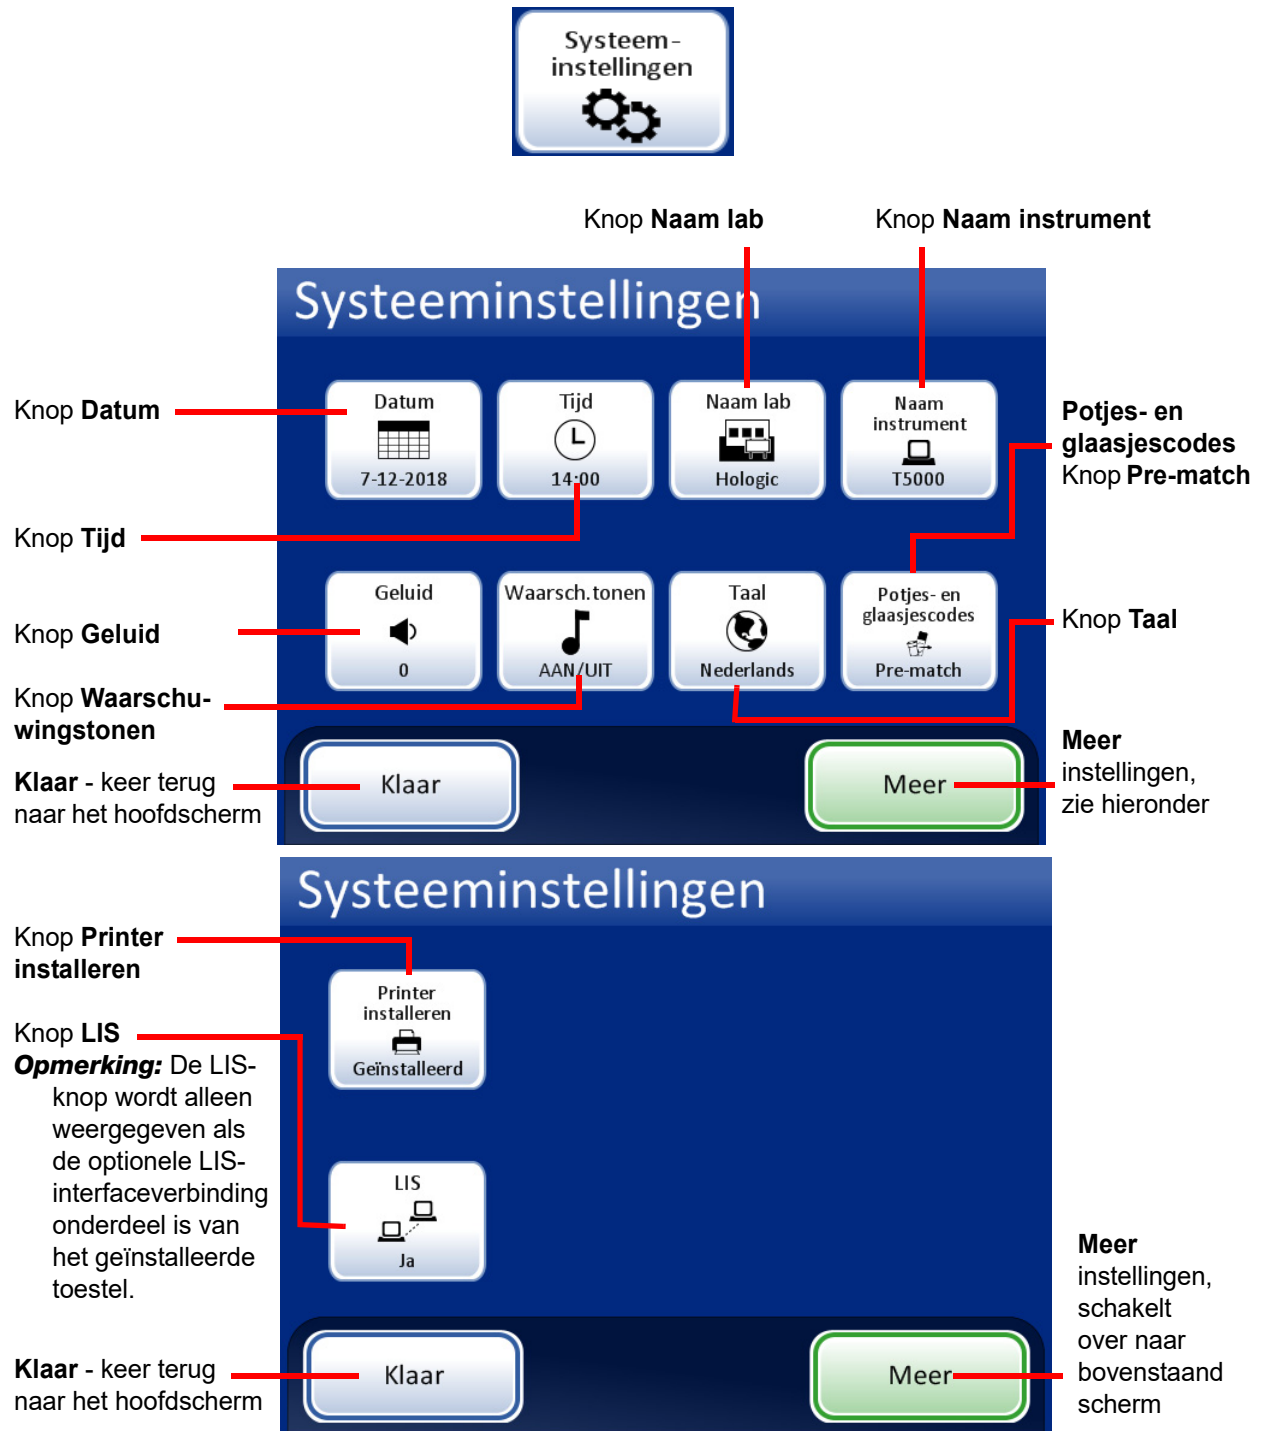 Systeem-
instellingen
Knop Naam lab
Knop Naam instrument
Systeeminstellingen
Knop Datum
Datum
7-12-2018
Tijd
14:00
Naam lab
Hologic
Naam
instrument
T5000
Potjes- en
glaasjescodes
Knop Pre-match
Knop Tijd
Knop Geluid
Geluid
0
Waarsch.tonen
AAN/UIT
Taal
Nederlands
Potjes- en
glaasjescodes
Pre-match
Knop Taal
Knop Waarschu-
wingstonen
Klaar - keer terug
naar het hoofdscherm
Klaar
Meer
Meer
instellingen,
zie hieronder
Systeeminstellingen
Knop Printer
installeren
Printer
installeren
Geïnstalleerd
Knop LIS
Opmerking: De LIS-
knop wordt alleen
weergegeven als
de optionele LIS-
interfaceverbinding
onderdeel is van
het geïnstalleerde
toestel.
LIS
Ja
Klaar - keer terug
naar het hoofdscherm
Klaar
Meer
Meer
instellingen,
schakelt
over naar
bovenstaand
scherm